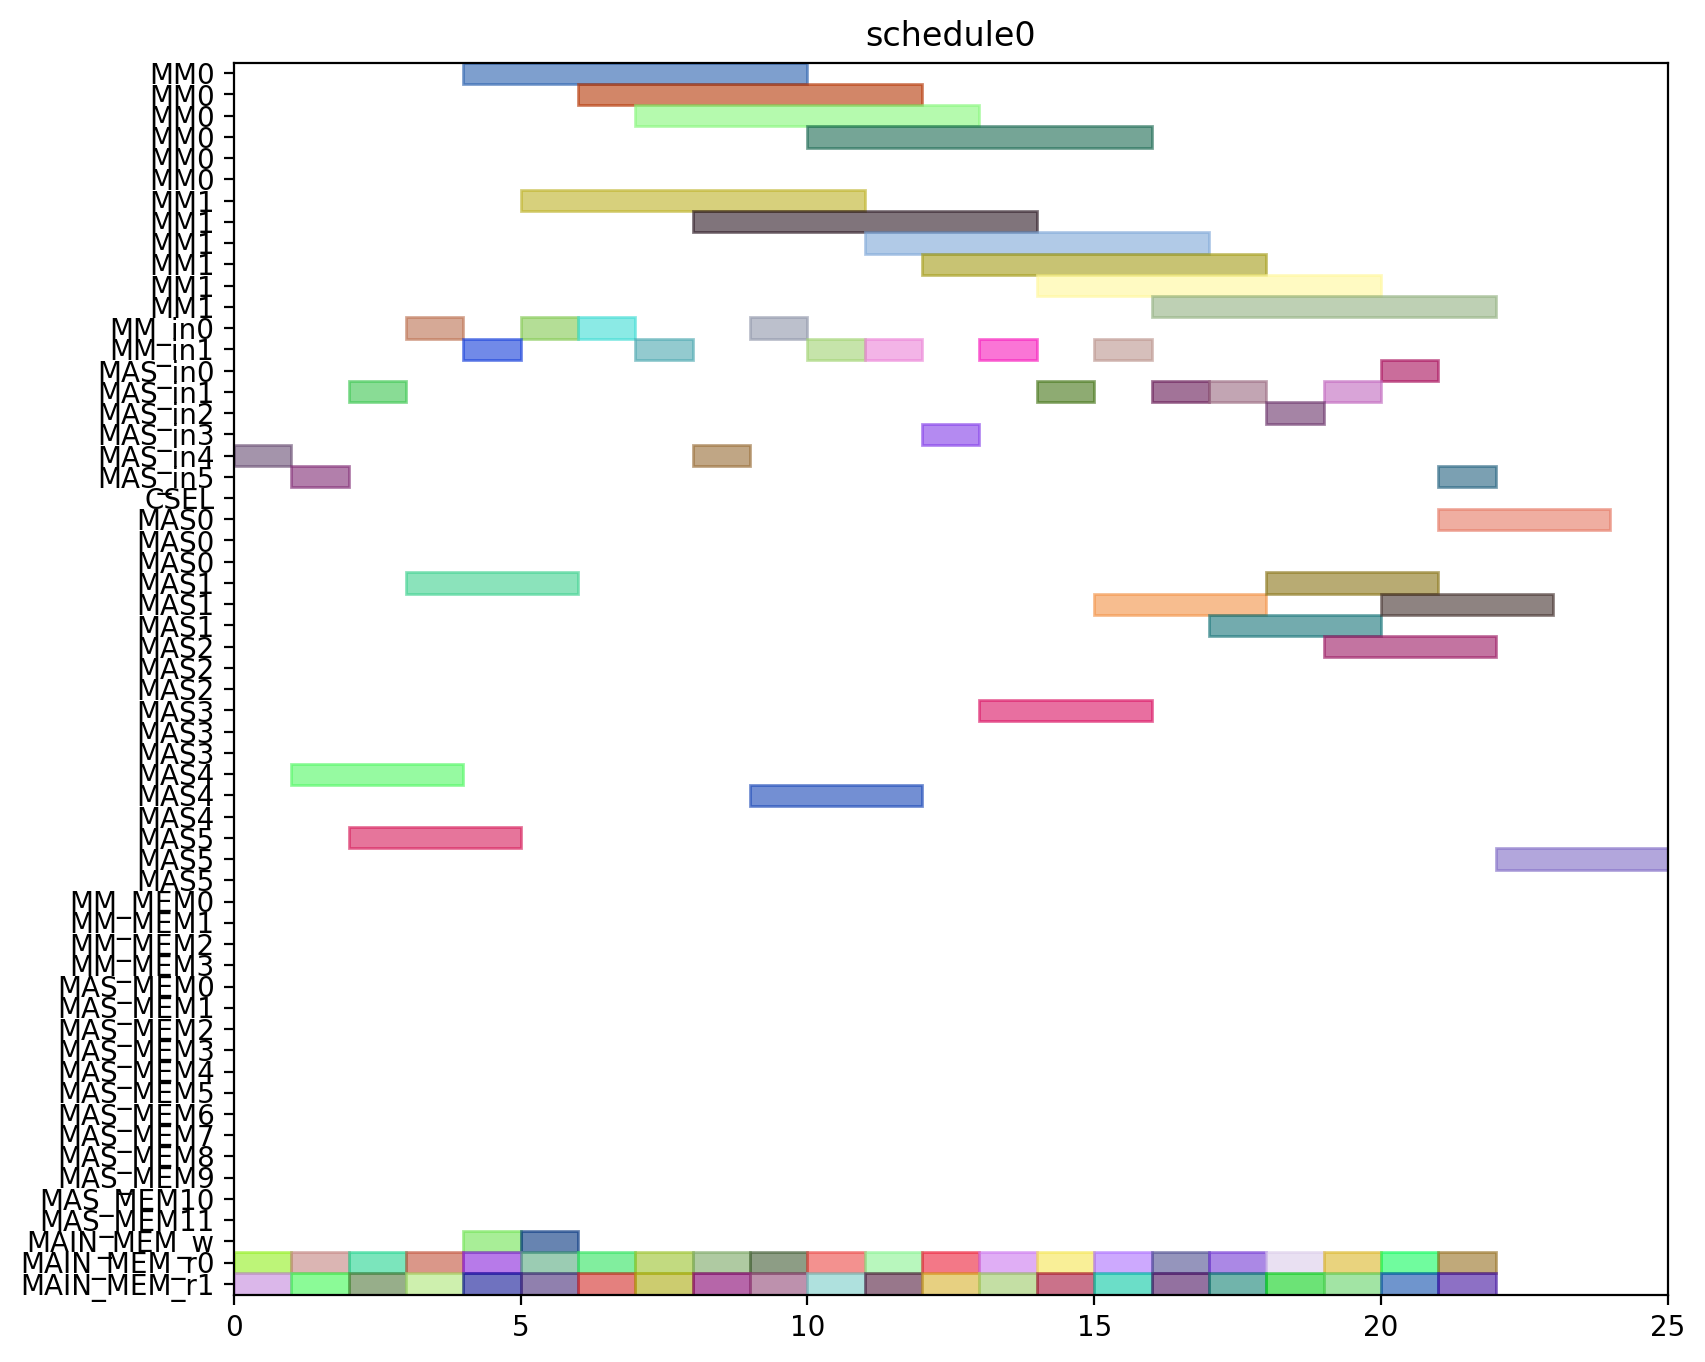 schedule0
MM0
MM0
MM0
MM0
MM0
MM0
MM1
MM1
MM1
MM1
MM1
MM1
MM_in0
MM_in1
MAS_in0
MAS_in1
MAS_in2
MAS_in3
MAS_in4
MAS_in5
CSEL
MAS0
MAS0
MAS0
MAS1
MAS1
MAS1
MAS2
MAS2
MAS2
MAS3
MAS3
MAS3
MAS4
MAS4
MAS4
MAS5
MAS5
MAS5
MM_MEM0
MM_MEM1
MM_MEM2
MM_MEM3
MAS_MEM0
MAS_MEM1
MAS_MEM2
MAS_MEM3
MAS_MEM4
MAS_MEM5
MAS_MEM6
MAS_MEM7
MAS_MEM8
MAS_MEM9
MAS_MEM10
MAS_MEM11
MAIN_MEM_w
MAIN_MEM_r0
MAIN_MEM_r1
0 5 10 15 20 25